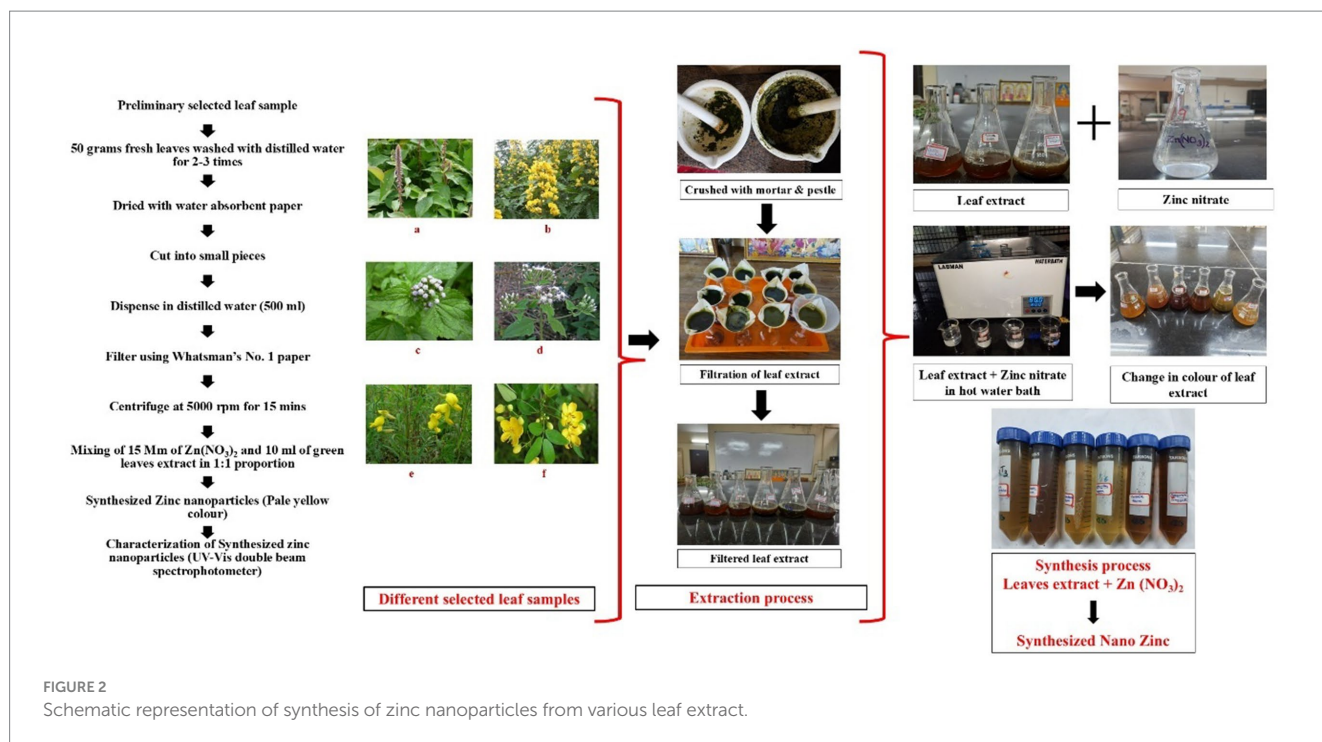 Preliminary selected leaf sample
50 grams fresh leaves washed with distilled water
for 2-3 times
Dried with water absorbent paper
Cut into small pieces
Dispense in distilled water (500 ml)
Filter using Whatsman's No. 1 paper
Centrifuge at 5000 rpm for 15 mins
Mixing of 15 Mm of Zn(NO₃)₂ and 10 ml of green
leaves extract in 1:1 proportion
Synthesized Zinc nanoparticles (Pale yellow
colour)
Characterization of Synthesized zinc
nanoparticles (UV-Vis double beam
spectrophotometer)
a
b
c
d
e
f
Different selected leaf samples
Crushed with mortar & pestle
Filtration of leaf extract
Filtered leaf extract
Extraction process
Leaf extract
+
Zn(NO₃)₂
Zinc nitrate
LABMAN
WATERBATH
Leaf extract + Zinc nitrate
in hot water bath
Change in colour of leaf
extract
TARSONS
Synthesis process
Leaves extract + Zn (NO₃)₂
Synthesized Nano Zinc
FIGURE 2
Schematic representation of synthesis of zinc nanoparticles from various leaf extract.